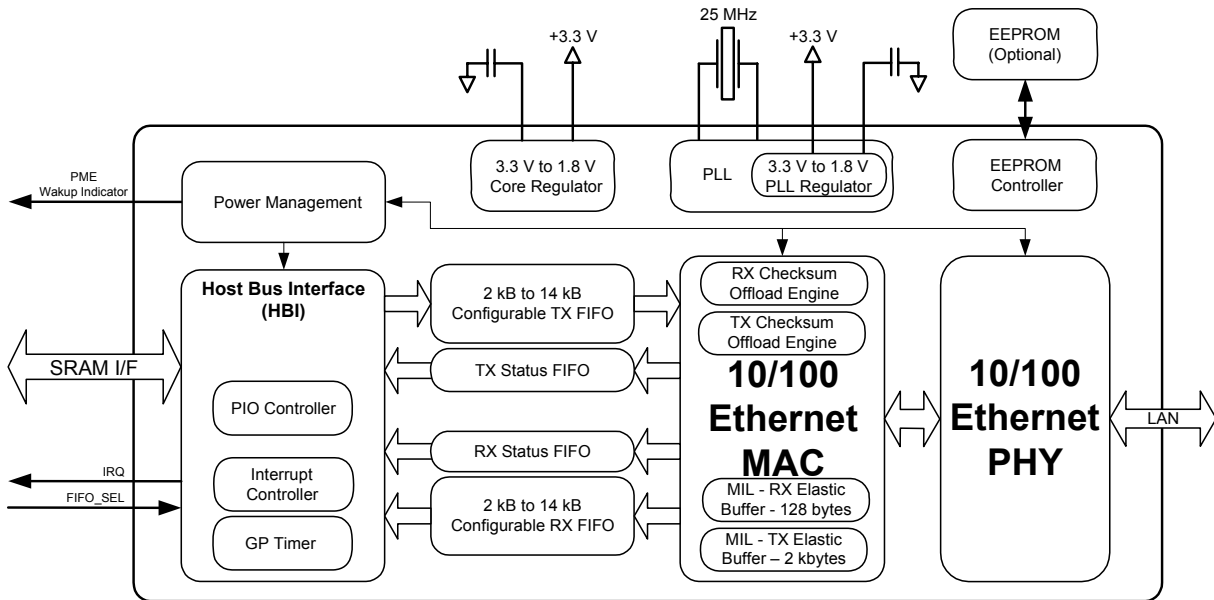 25 MHz
+3.3 V
+3.3 V
EEPROM
(Optional)
3.3 V to 1.8 V
Core Regulator
PLL
3.3 V to 1.8 V
PLL Regulator
EEPROM
Controller
PME
Wakup Indicator
Power Management
Host Bus Interface
(HBI)
2 kB to 14 kB
Configurable TX FIFO
RX Checksum
Offload Engine
TX Checksum
Offload Engine
SRAM I/F
TX Status FIFO
10/100
Ethernet
MAC
10/100
Ethernet
PHY
LAN
PIO Controller
RX Status FIFO
IRQ
FIFO_SEL
Interrupt
Controller
2 kB to 14 kB
Configurable RX FIFO
MIL - RX Elastic
Buffer - 128 bytes
GP Timer
MIL - TX Elastic
Buffer – 2 kbytes